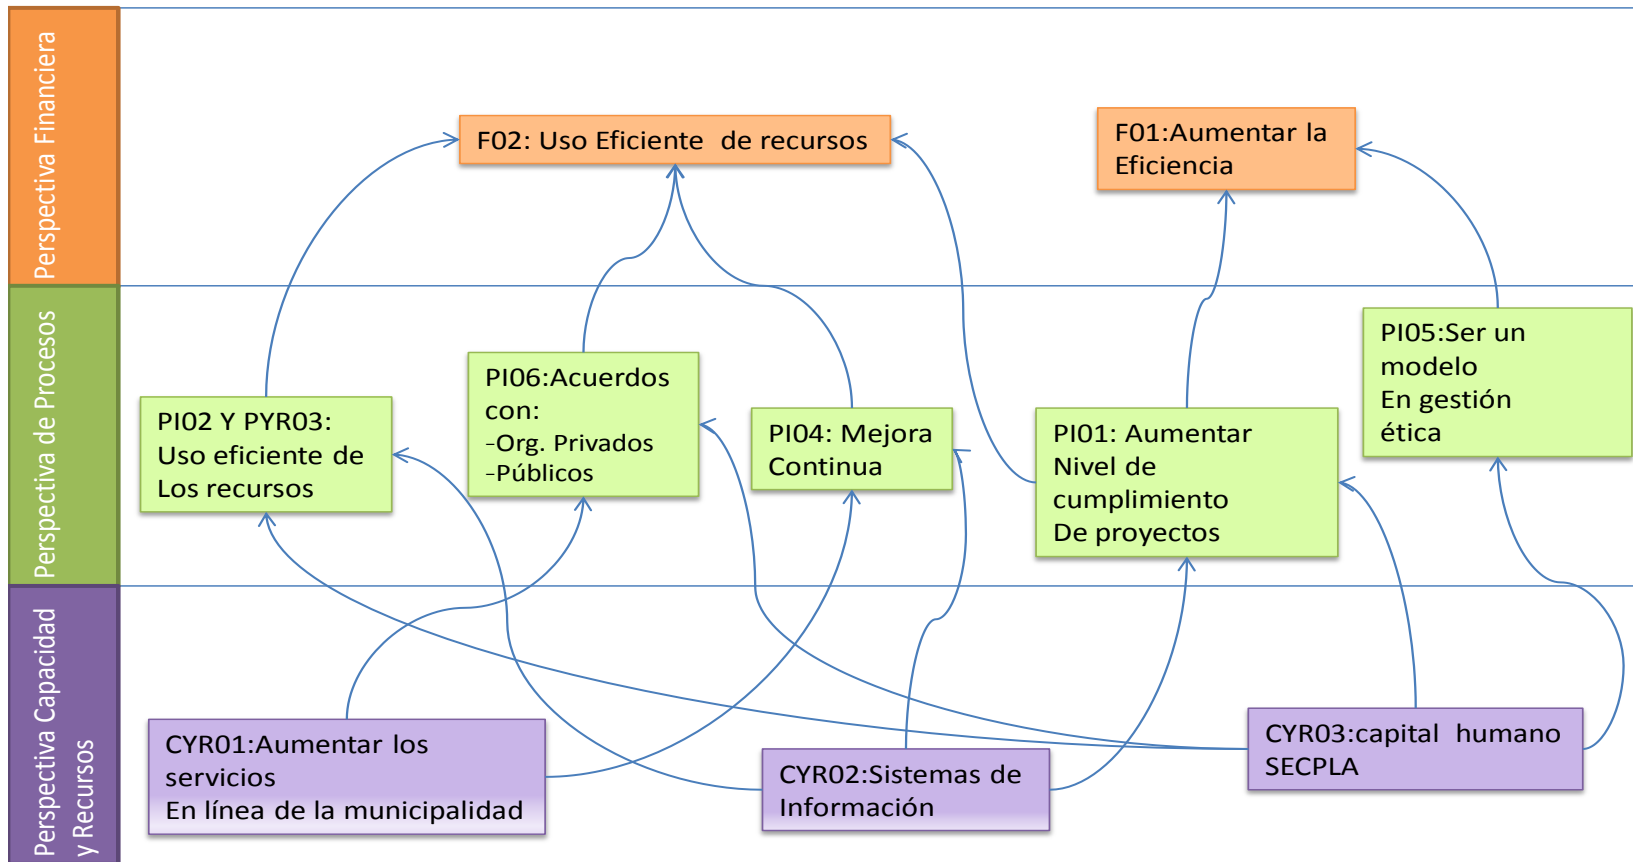 Perspectiva Financiera
F02: Uso Eficiente de recursos
F01:Aumentar la
Eficiencia
Perspectiva de Procesos
PI02 Y PYR03:
Uso eficiente de
Los recursos
PI06:Acuerdos
con:
-Org. Privados
-Públicos
PI04: Mejora
Continua
PI01: Aumentar
Nivel de
cumplimiento
De proyectos
PI05:Ser un
modelo
En gestión
ética
Perspectiva Capacidad
y Recursos
CYR01:Aumentar los
servicios
En línea de la municipalidad
CYR02:Sistemas de
Información
CYR03:capital humano
SECPLA